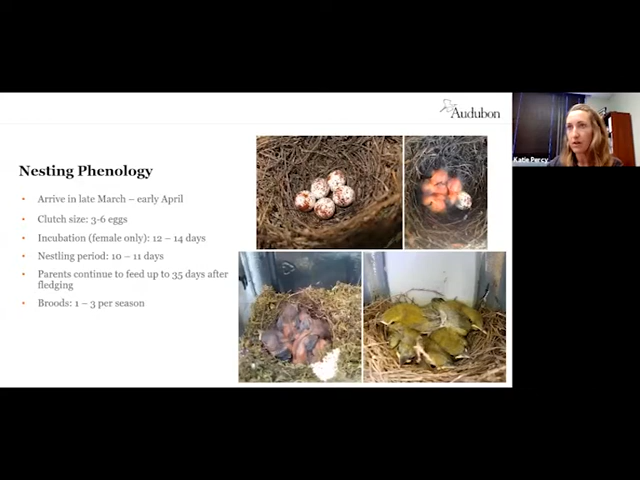 Audubon
Katie Percy
Nesting Phenology
• Arrive in late March – early April
• Clutch size: 3-6 eggs
• Incubation (female only): 12 – 14 days
• Nestling period: 10 – 11 days
• Parents continue to feed up to 35 days after
fledging
• Broods: 1 – 3 per season